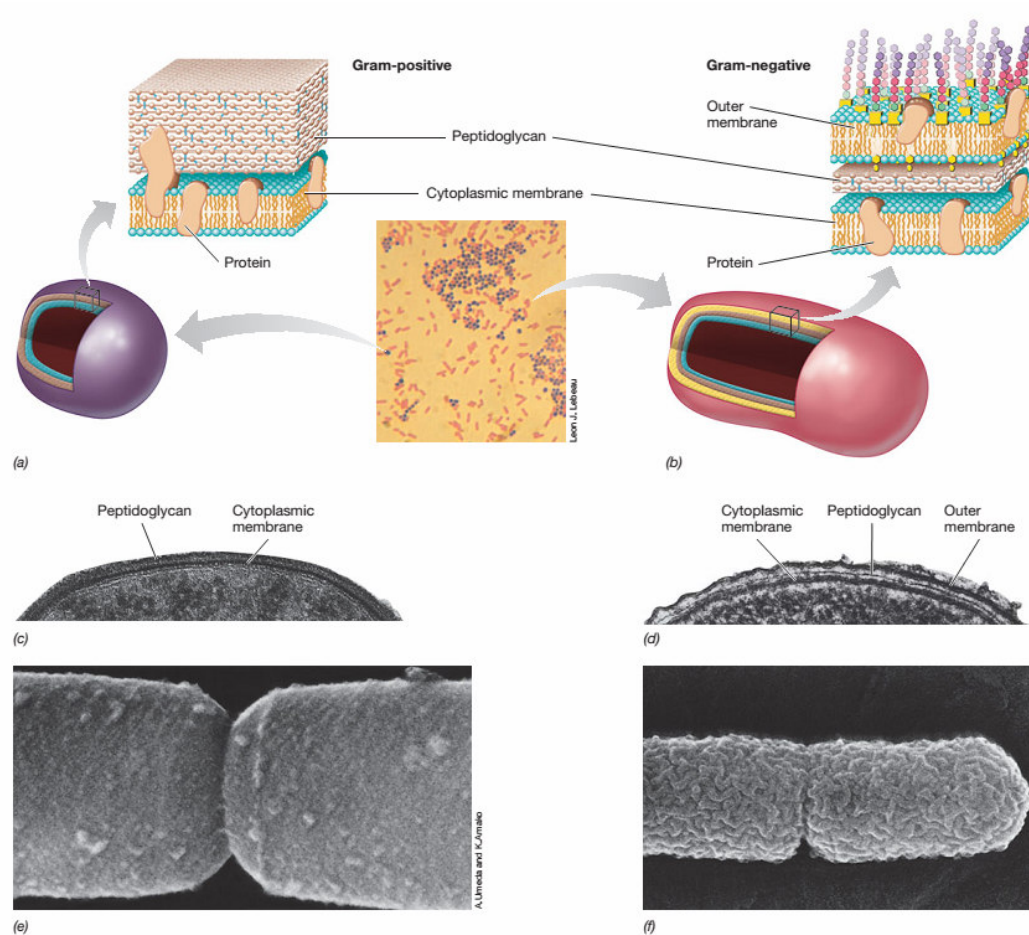 Gram-positive
Gram-negative
Outer
membrane
Peptidoglycan
Cytoplasmic membrane
Protein
Protein
Leon J. Lebeau
(a)
(b)
Peptidoglycan
Cytoplasmic
membrane
Cytoplasmic
membrane
Peptidoglycan
Outer
membrane
(c)
(d)
A.Umeda and K.Amako
(e)
(f)